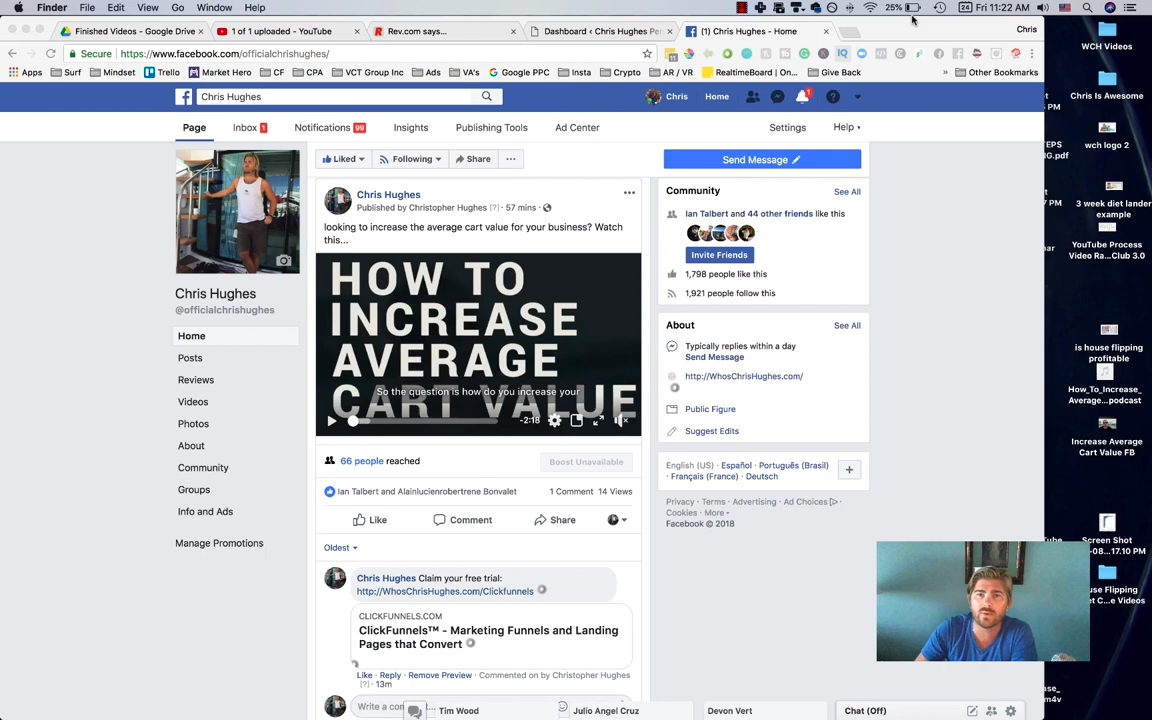 Finder File Edit View Go Window Help 25% 24 Fri 11:22 AM
Finished Videos - Google Drive
1 of 1 uploaded - YouTube
Rev.com says...
Dashboard ‹ Chris Hughes Per
(1) Chris Hughes - Home
Chris
Secure https://www.facebook.com/officialchrishughes/
Apps Surf Mindset Trello Market Hero CF CPA VCT Group Inc Ads VA's Google PPC Insta Crypto AR / VR RealtimeBoard | On... Give Back » Other Bookmarks
Chris Hughes
Chris Home 1
Page Inbox 1 Notifications 99 Insights Publishing Tools Ad Center Settings Help
Liked Following Share ... Send Message
Chris Hughes
@officialchrishughes
Home
Posts
Reviews
Videos
Photos
About
Community
Groups
Info and Ads
Manage Promotions
Chris Hughes
Published by Christopher Hughes [?] · 57 mins ·
looking to increase the average cart value for your business? Watch
this...
HOW TO
INCREASE
AVERAGE
CART VALUE
So the question is how do you increase your
-2:18
66 people reached
Boost Unavailable
Ian Talbert and Alainlucienrobertrene Bonvalet
1 Comment 14 Views
Like Comment Share
Oldest
Chris Hughes Claim your free trial:
http://WhosChrisHughes.com/Clickfunnels
CLICKFUNNELS.COM
ClickFunnels™ - Marketing Funnels and Landing
Pages that Convert
Like · Reply · Remove Preview · Commented on by Christopher Hughes
[?] · 13m
Write a com
Community See All
Ian Talbert and 44 other friends like this
Invite Friends
1,798 people like this
1,921 people follow this
About See All
Typically replies within a day
Send Message
http://WhosChrisHughes.com/
Public Figure
Suggest Edits
English (US) · Español · Português (Brasil)
· Français (France) · Deutsch
Privacy · Terms · Advertising · Ad Choices
Cookies · More
Facebook © 2018
Tim Wood
Julio Angel Cruz
Devon Vert
Chat (Off)
WCH Videos
Chris Is Awesome
wch logo 2
3 week diet lander
example
YouTube Process
Video Ra...Club 3.0
is house flipping
profitable
How_To_Increase_
Average...podcast
Increase Average
Cart Value FB
Screen Shot
-08...17.10 PM
ouse Flipping
et C...e Videos